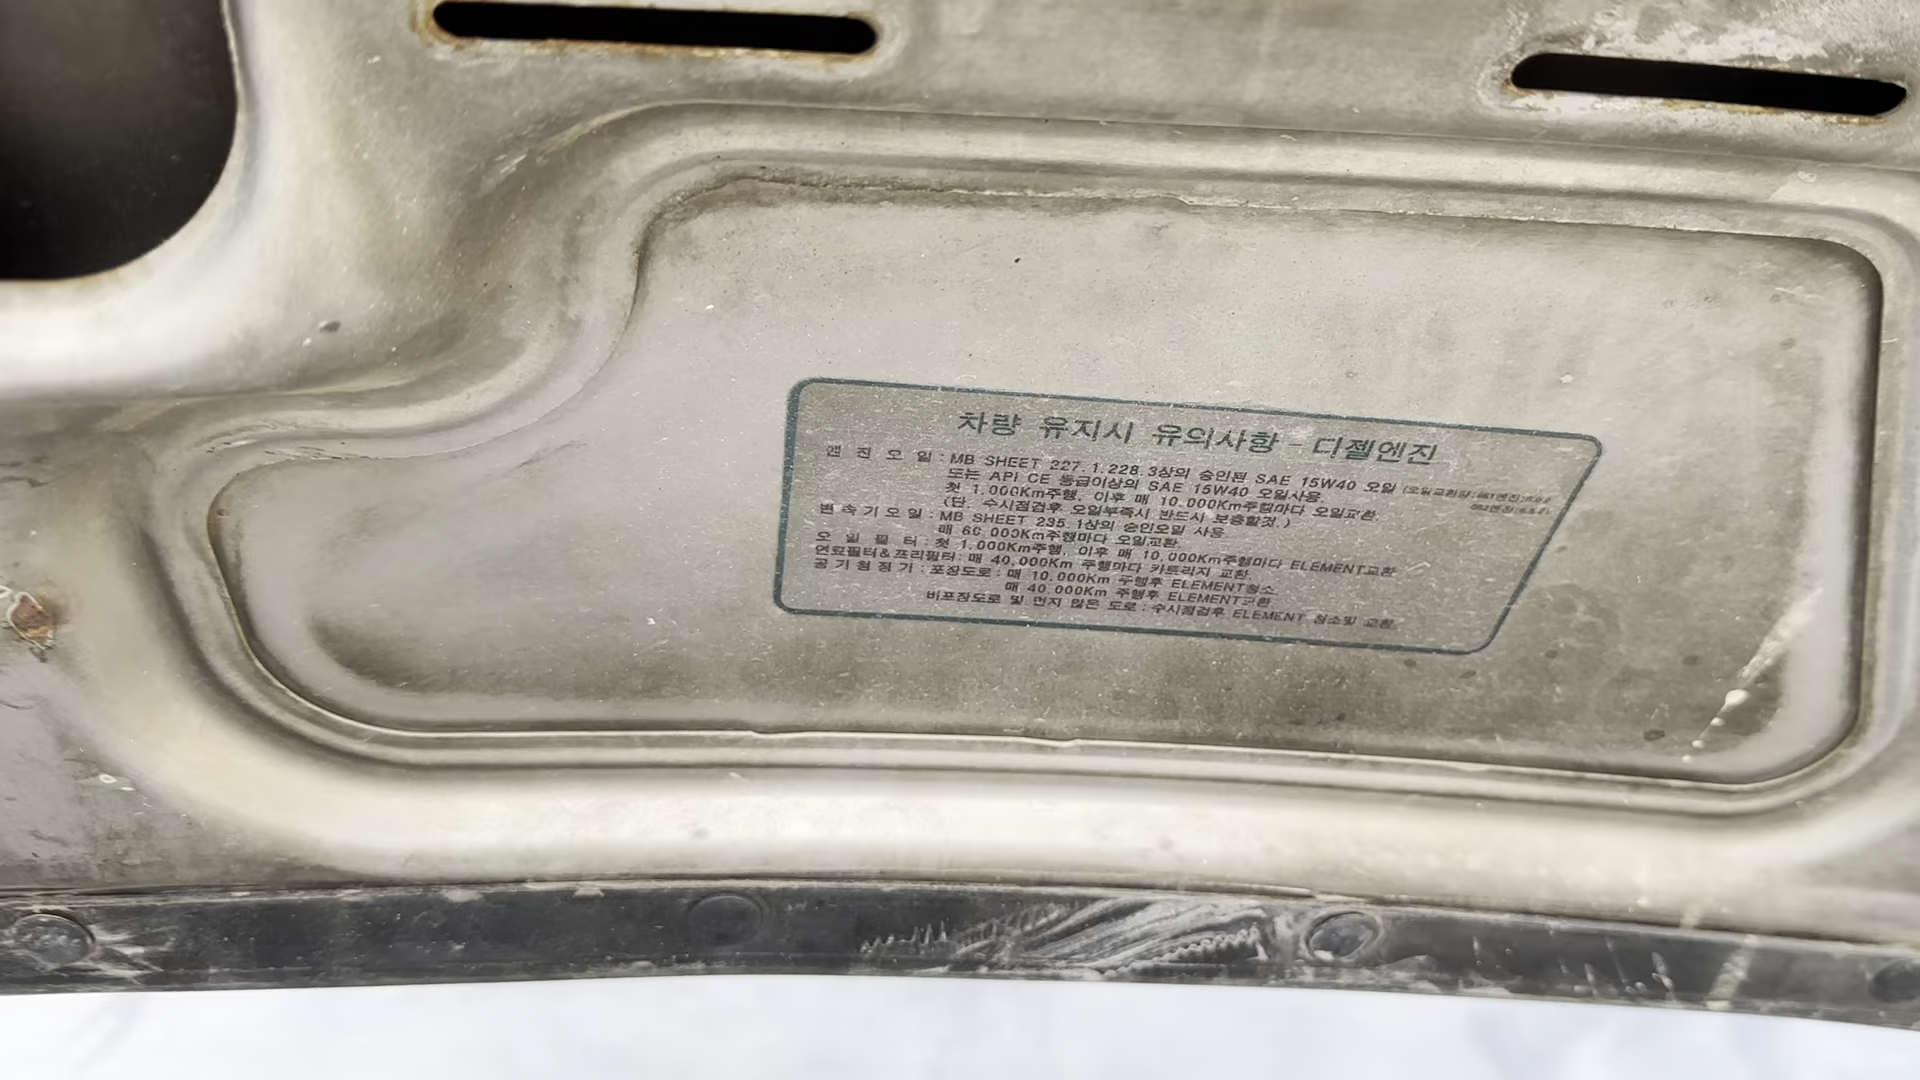 차량 유지시 유의사항 - 디젤엔진
엔 진 오 일 : MB SHEET 227.1.228.3상의 승인된 SAE 15W40 오일
또는 API CE 등급이상의 SAE 15W40 오일사용.
첫 1.000Km주행, 이후 매 10.000Km주행마다 오일교환
(단. 수시점검후 오일부족시 반드시 보충할것.)
변속기오일 : MB SHEET 235.1상의 승인오일 사용.
매 60.000Km주행마다 오일교환.
오 일 필 터 : 첫 1.000Km주행, 이후 매 10.000Km주행마다 ELEMENT교환
연료필터&프리필터 : 매 40.000Km 주행마다 카트리지 교환
공기청정기 : 포장도로 : 매 10.000Km 주행후 ELEMENT청소
매 40.000Km 주행후 ELEMENT교환
비포장도로 및 먼지 많은 도로 : 수시점검후 ELEMENT 청소및 교환